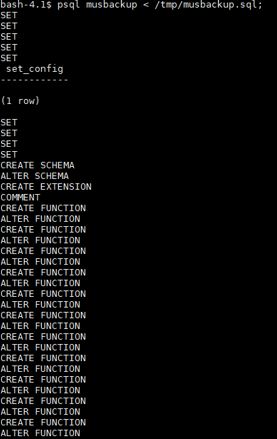 bash-4.1$ psql musbackup < /tmp/musbackup.sql;
SET
SET
SET
SET
SET
 set_config
------------

(1 row)

SET
SET
SET
SET
CREATE SCHEMA
ALTER SCHEMA
CREATE EXTENSION
COMMENT
CREATE FUNCTION
ALTER FUNCTION
CREATE FUNCTION
ALTER FUNCTION
CREATE FUNCTION
ALTER FUNCTION
CREATE FUNCTION
ALTER FUNCTION
CREATE FUNCTION
ALTER FUNCTION
CREATE FUNCTION
ALTER FUNCTION
CREATE FUNCTION
ALTER FUNCTION
CREATE FUNCTION
ALTER FUNCTION
CREATE FUNCTION
ALTER FUNCTION
CREATE FUNCTION
ALTER FUNCTION
CREATE FUNCTION
ALTER FUNCTION